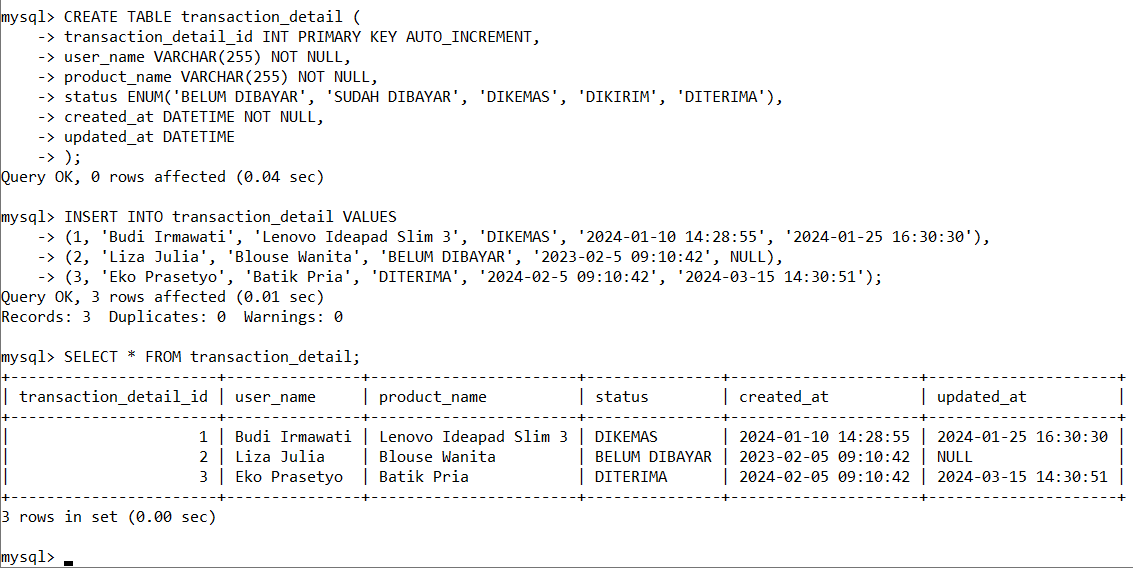 mysql> CREATE TABLE transaction_detail (
    -> transaction_detail_id INT PRIMARY KEY AUTO_INCREMENT,
    -> user_name VARCHAR(255) NOT NULL,
    -> product_name VARCHAR(255) NOT NULL,
    -> status ENUM('BELUM DIBAYAR', 'SUDAH DIBAYAR', 'DIKEMAS', 'DIKIRIM', 'DITERIMA'),
    -> created_at DATETIME NOT NULL,
    -> updated_at DATETIME
    -> );
Query OK, 0 rows affected (0.04 sec)

mysql> INSERT INTO transaction_detail VALUES
    -> (1, 'Budi Irmawati', 'Lenovo Ideapad Slim 3', 'DIKEMAS', '2024-01-10 14:28:55', '2024-01-25 16:30:30'),
    -> (2, 'Liza Julia', 'Blouse Wanita', 'BELUM DIBAYAR', '2023-02-5 09:10:42', NULL),
    -> (3, 'Eko Prasetyo', 'Batik Pria', 'DITERIMA', '2024-02-5 09:10:42', '2024-03-15 14:30:51');
Query OK, 3 rows affected (0.01 sec)
Records: 3  Duplicates: 0  Warnings: 0

mysql> SELECT * FROM transaction_detail;
+-----------------------+---------------+-----------------------+---------------+---------------------+---------------------+
| transaction_detail_id | user_name     | product_name          | status        | created_at          | updated_at          |
+-----------------------+---------------+-----------------------+---------------+---------------------+---------------------+
|                     1 | Budi Irmawati | Lenovo Ideapad Slim 3 | DIKEMAS       | 2024-01-10 14:28:55 | 2024-01-25 16:30:30 |
|                     2 | Liza Julia    | Blouse Wanita         | BELUM DIBAYAR | 2023-02-05 09:10:42 | NULL                |
|                     3 | Eko Prasetyo  | Batik Pria            | DITERIMA      | 2024-02-05 09:10:42 | 2024-03-15 14:30:51 |
+-----------------------+---------------+-----------------------+---------------+---------------------+---------------------+
3 rows in set (0.00 sec)

mysql>